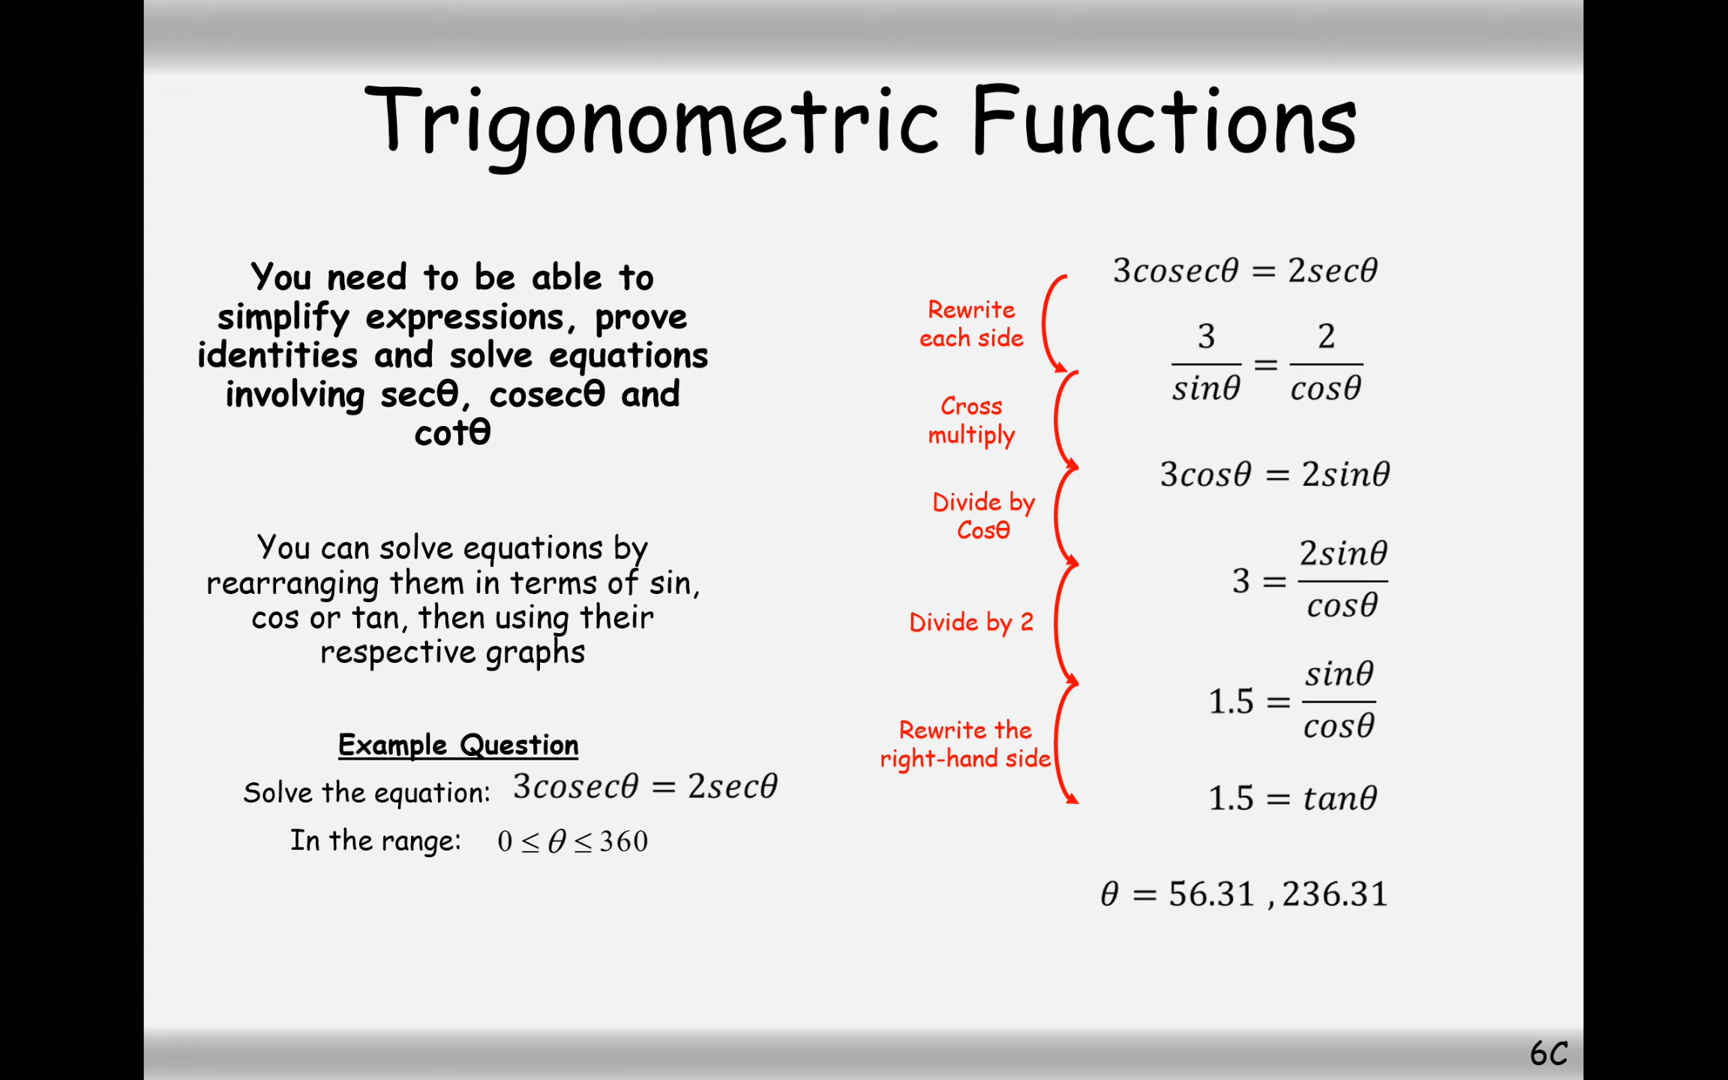 Trigonometric Functions
You need to be able to
simplify expressions, prove
identities and solve equations
involving secθ, cosecθ and
cotθ
You can solve equations by
rearranging them in terms of sin,
cos or tan, then using their
respective graphs
Example Question
Solve the equation: 3cosecθ = 2secθ
In the range: 0 ≤ θ ≤ 360
3cosecθ = 2secθ
Rewrite
each side
3/sinθ = 2/cosθ
Cross
multiply
3cosθ = 2sinθ
Divide by
Cosθ
3 = 2sinθ/cosθ
Divide by 2
1.5 = sinθ/cosθ
Rewrite the
right-hand side
1.5 = tanθ
θ = 56.31 , 236.31
6C